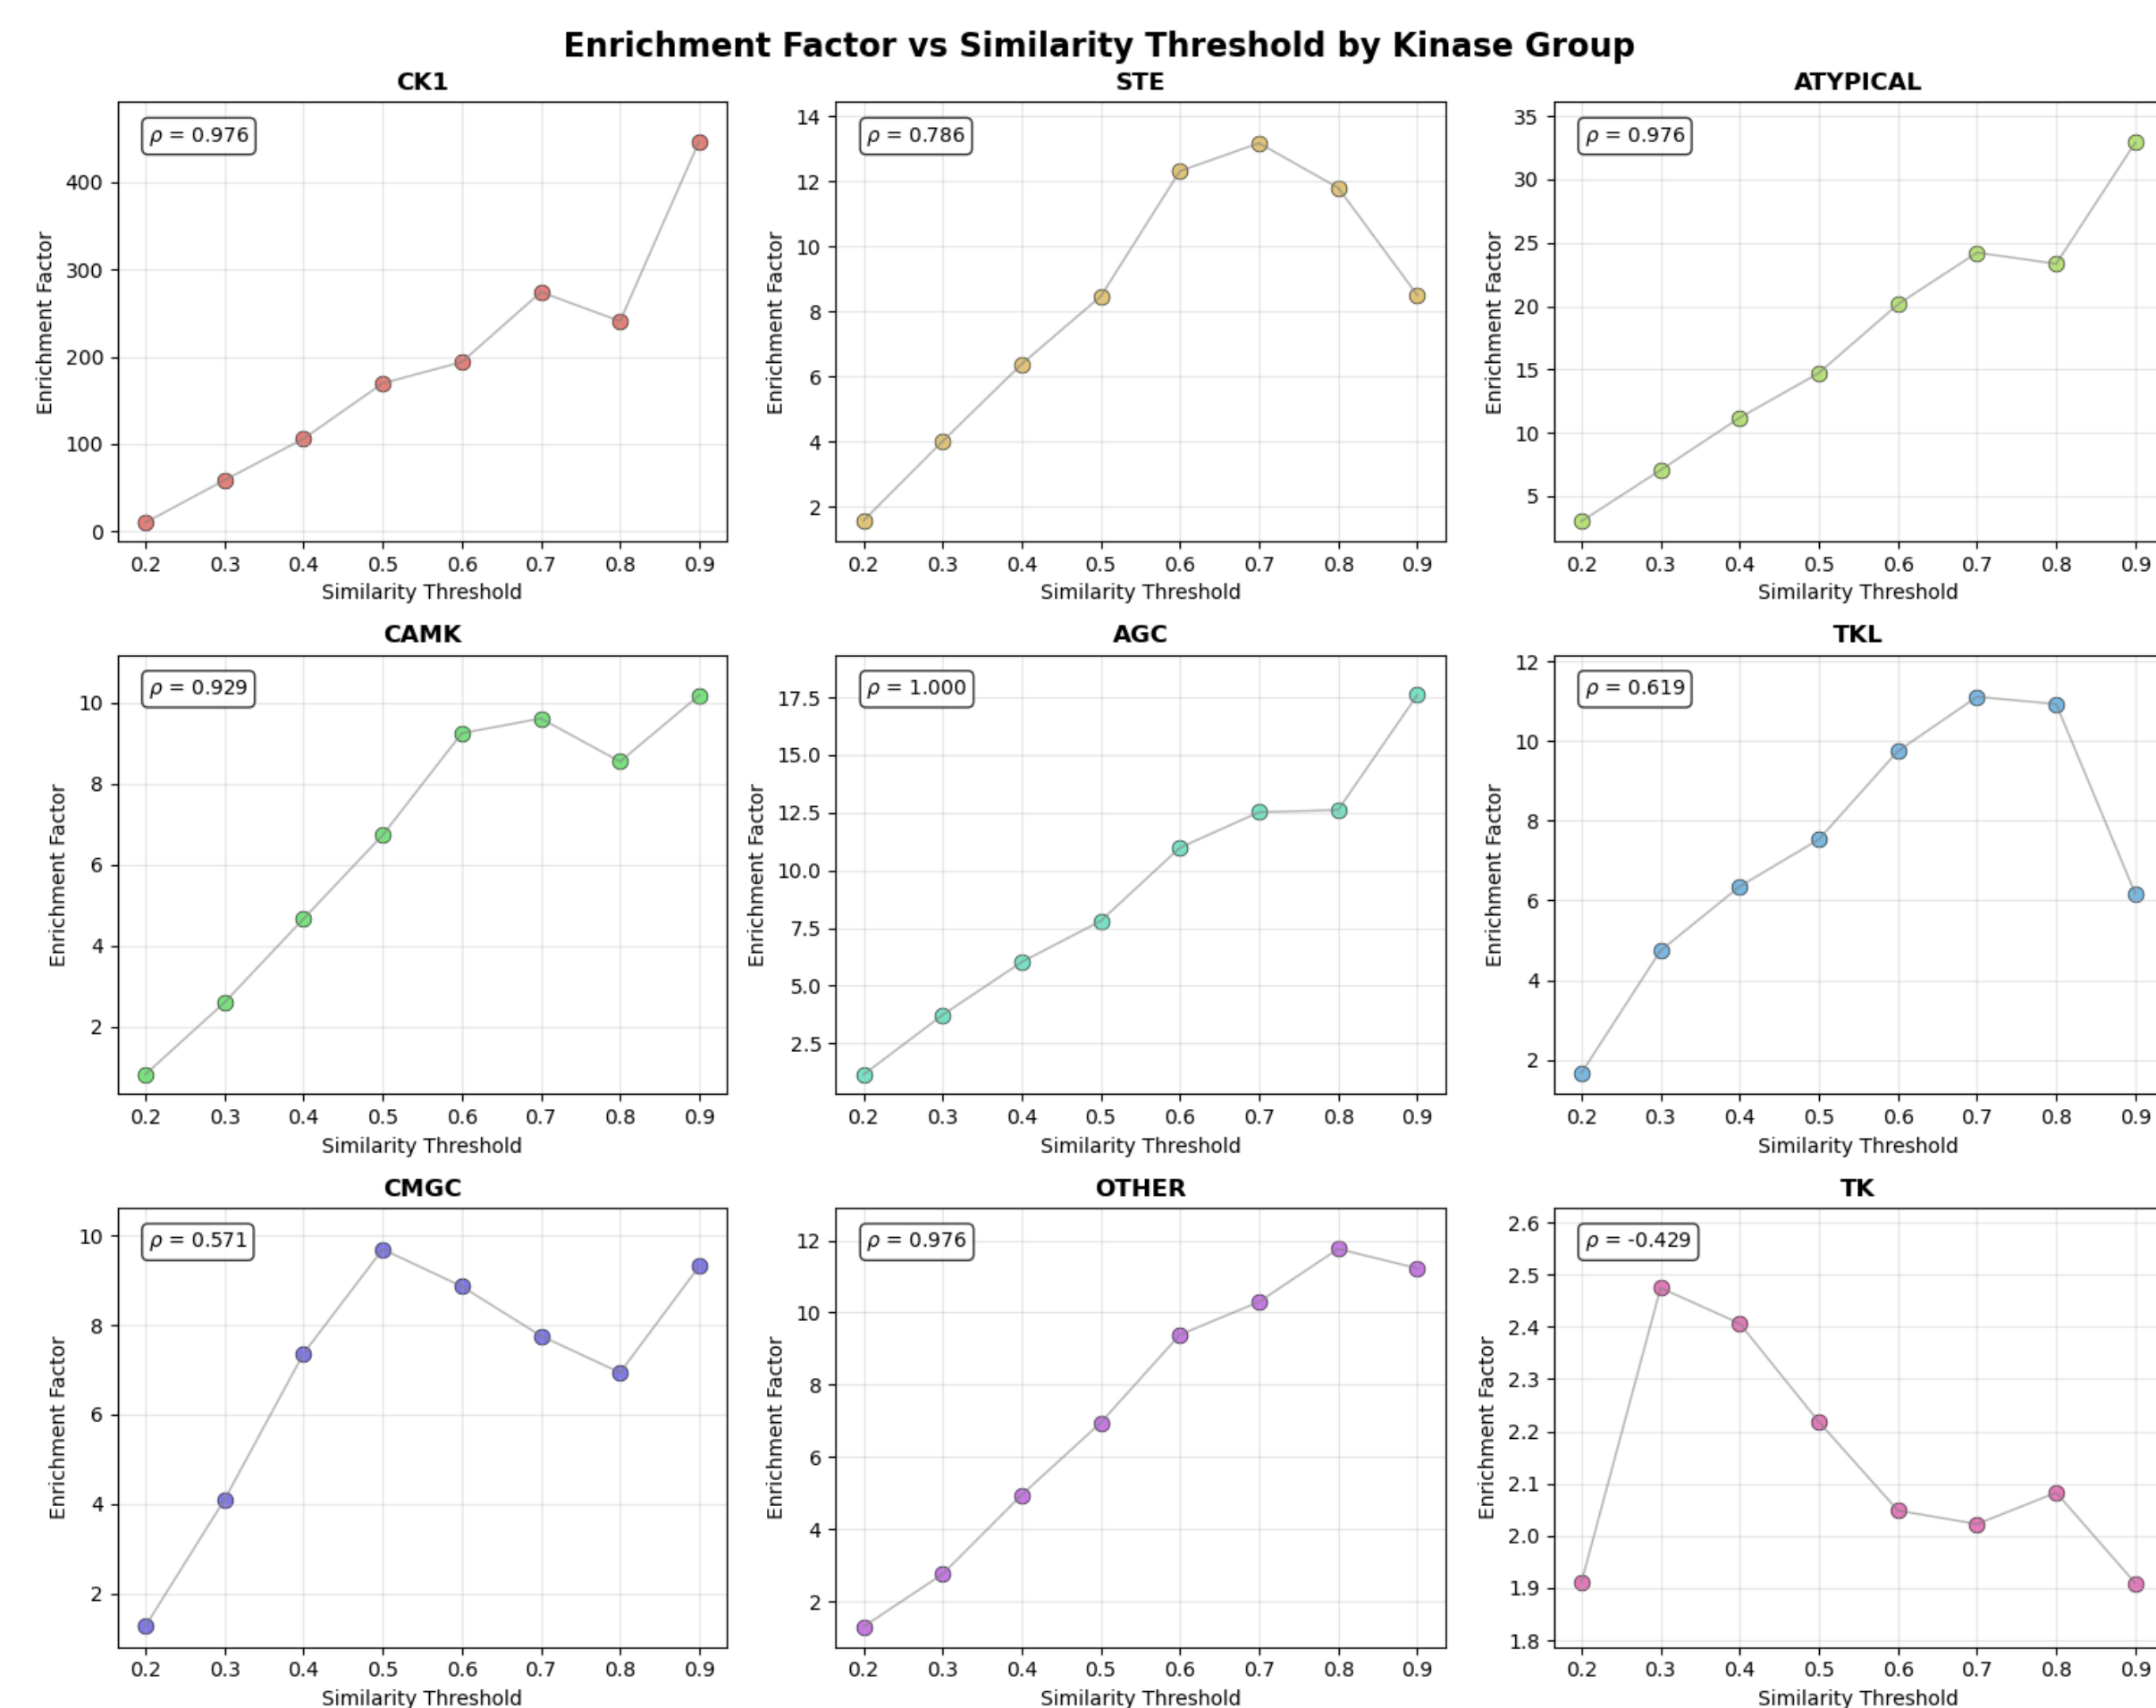 Enrichment Factor vs Similarity Threshold by Kinase Group
CK1
ρ = 0.976
Enrichment Factor
400
300
200
100
0
0.2 0.3 0.4 0.5 0.6 0.7 0.8 0.9
Similarity Threshold
STE
ρ = 0.786
Enrichment Factor
14
12
10
8
6
4
2
0.2 0.3 0.4 0.5 0.6 0.7 0.8 0.9
Similarity Threshold
ATYPICAL
ρ = 0.976
Enrichment Factor
35
30
25
20
15
10
5
0.2 0.3 0.4 0.5 0.6 0.7 0.8 0.9
Similarity Threshold
CAMK
ρ = 0.929
Enrichment Factor
10
8
6
4
2
0.2 0.3 0.4 0.5 0.6 0.7 0.8 0.9
Similarity Threshold
AGC
ρ = 1.000
Enrichment Factor
17.5
15.0
12.5
10.0
7.5
5.0
2.5
0.2 0.3 0.4 0.5 0.6 0.7 0.8 0.9
Similarity Threshold
TKL
ρ = 0.619
Enrichment Factor
12
10
8
6
4
2
0.2 0.3 0.4 0.5 0.6 0.7 0.8 0.9
Similarity Threshold
CMGC
ρ = 0.571
Enrichment Factor
10
8
6
4
2
0.2 0.3 0.4 0.5 0.6 0.7 0.8 0.9
Similarity Threshold
OTHER
ρ = 0.976
Enrichment Factor
12
10
8
6
4
2
0.2 0.3 0.4 0.5 0.6 0.7 0.8 0.9
Similarity Threshold
TK
ρ = -0.429
Enrichment Factor
2.6
2.5
2.4
2.3
2.2
2.1
2.0
1.9
1.8
0.2 0.3 0.4 0.5 0.6 0.7 0.8 0.9
Similarity Threshold